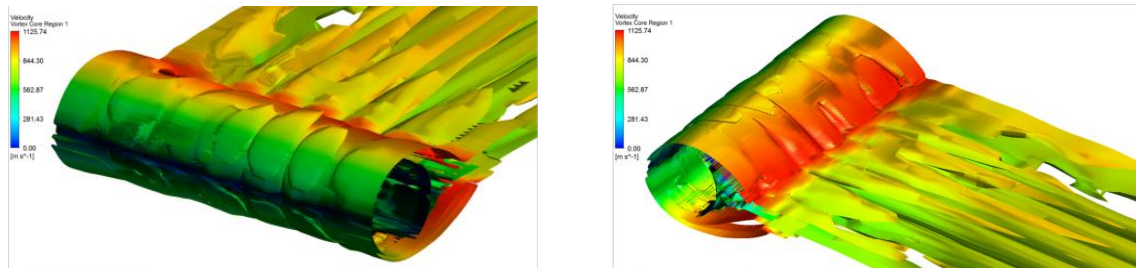 Velocity
Vortex Core Region 1
1125.74
844.30
562.87
281.43
0.00
[m s^-1]
Velocity
Vortex Core Region 1
1125.74
844.30
562.87
281.43
0.00
[m s^-1]